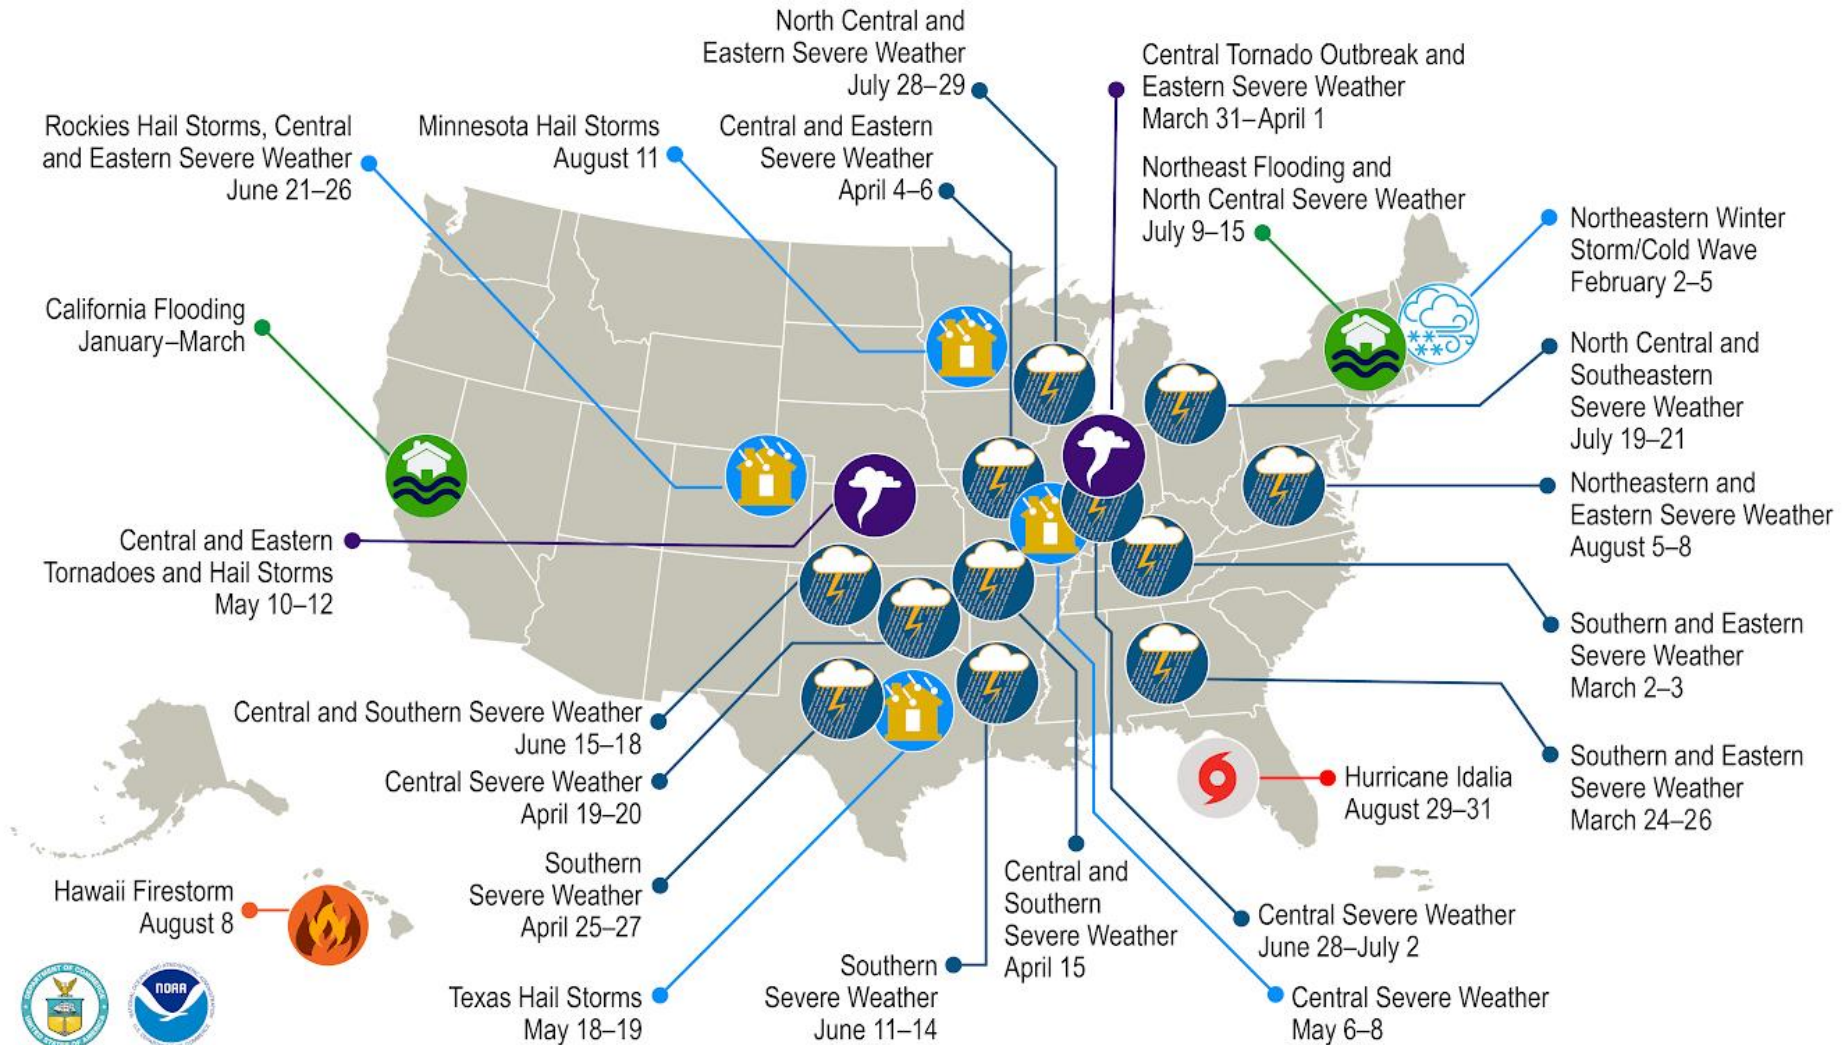 North Central and
Eastern Severe Weather
July 28–29
Central Tornado Outbreak and
Eastern Severe Weather
March 31–April 1
Rockies Hail Storms, Central
and Eastern Severe Weather
June 21–26
Minnesota Hail Storms
August 11
Central and Eastern
Severe Weather
April 4–6
Northeast Flooding and
North Central Severe Weather
July 9–15
Northeastern Winter
Storm/Cold Wave
February 2–5
California Flooding
January–March
North Central and
Southeastern
Severe Weather
July 19–21
Northeastern and
Eastern Severe Weather
August 5–8
Central and Eastern
Tornadoes and Hail Storms
May 10–12
Southern and Eastern
Severe Weather
March 2–3
Central and Southern Severe Weather
June 15–18
Southern and Eastern
Severe Weather
March 24–26
Central Severe Weather
April 19–20
Hurricane Idalia
August 29–31
Southern
Severe Weather
April 25–27
Central and
Southern
Severe Weather
April 15
Hawaii Firestorm
August 8
Central Severe Weather
June 28–July 2
Southern
Severe Weather
June 11–14
Texas Hail Storms
May 18–19
Central Severe Weather
May 6–8
DEPARTMENT OF COMMERCE
UNITED STATES OF AMERICA
NOAA